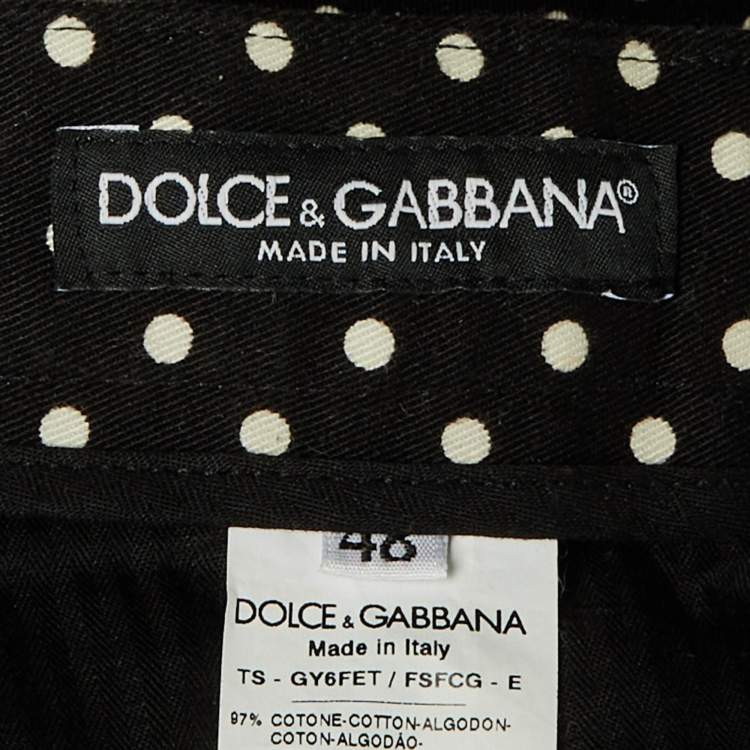 DOLCE & GABBANA®
MADE IN ITALY
48
DOLCE & GABBANA
Made in Italy
TS - GY6FET / FSFCG - E
97% COTONE-COTTON-ALGODON-
COTON-ALGODÃO-